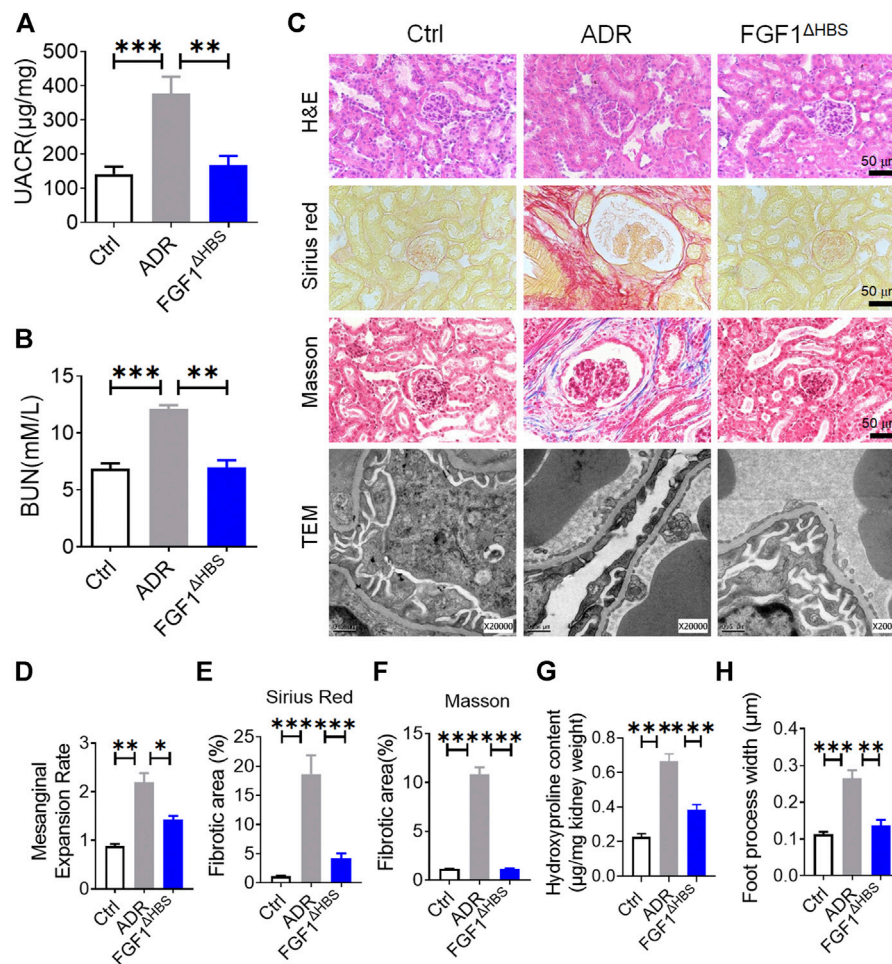 A
UACR(µg/mg)
500
400
300
200
100
0
*** **
Ctrl
ADR
FGF1ΔHBS
B
BUN(mM/L)
15
10
5
0
*** **
Ctrl
ADR
FGF1ΔHBS
C
Ctrl ADR FGF1ΔHBS
H&E
50 µm
Sirius red
50 µm
Masson
50 µm
TEM
X20000
X20000
X2000
D
Mesanginal
Expansion Rate
3
2
1
0
** *
Ctrl
ADR
FGF1ΔHBS
E
Sirius Red
Fibrotic area (%)
25
20
15
10
5
0
******
Ctrl
ADR
FGF1ΔHBS
F
Masson
Fibrotic area(%)
15
10
5
0
******
Ctrl
ADR
FGF1ΔHBS
G
Hydroxyproline content
(µg/mg kidney weight)
0.8
0.6
0.4
0.2
0.0
*** ***
Ctrl
ADR
FGF1ΔHBS
H
Foot process width (µm)
0.4
0.3
0.2
0.1
0.0
*** **
Ctrl
ADR
FGF1ΔHBS